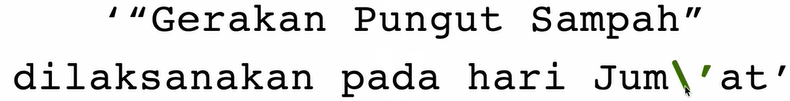 ‘“Gerakan Pungut Sampah”
dilaksanakan pada hari Jum\’at’